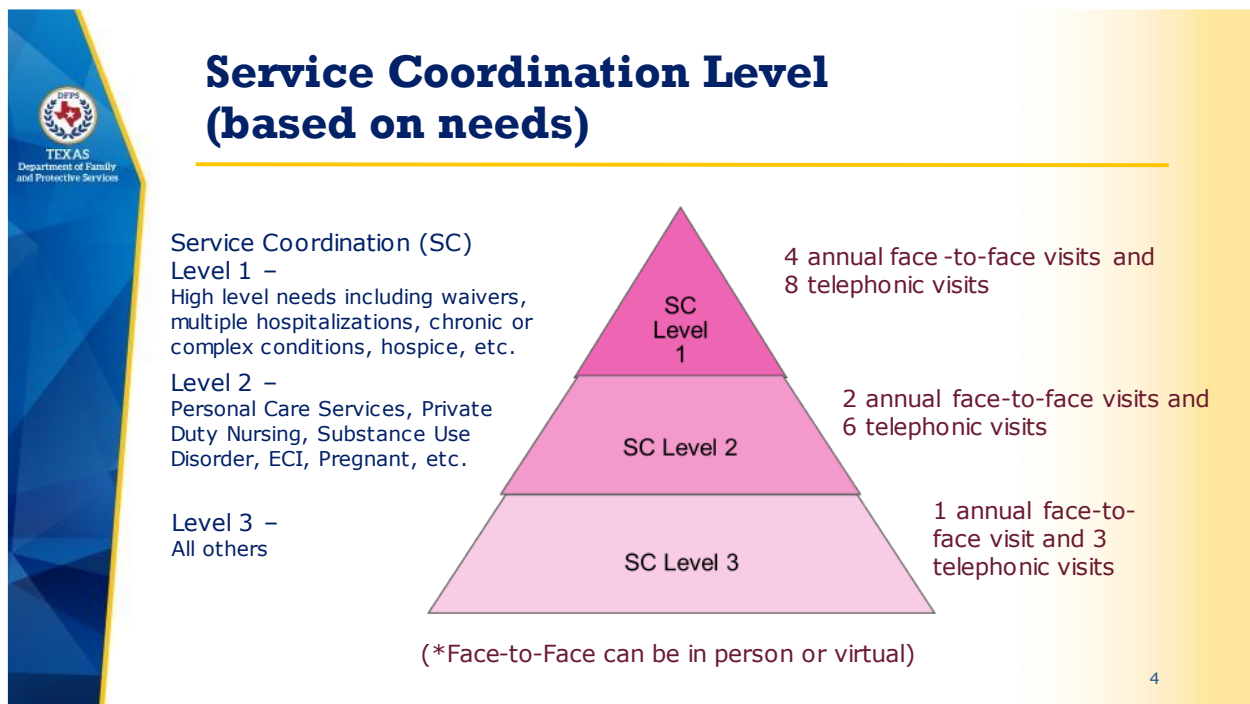 DFPS
TEXAS
Department of Family
and Protective Services
Service Coordination Level
(based on needs)
Service Coordination (SC)
Level 1 –
High level needs including waivers,
multiple hospitalizations, chronic or
complex conditions, hospice, etc.
Level 2 –
Personal Care Services, Private
Duty Nursing, Substance Use
Disorder, ECI, Pregnant, etc.
Level 3 –
All others
SC
Level
1
SC Level 2
SC Level 3
4 annual face -to-face visits and
8 telephonic visits
2 annual face-to-face visits and
6 telephonic visits
1 annual face-to-
face visit and 3
telephonic visits
(*Face-to-Face can be in person or virtual)
4